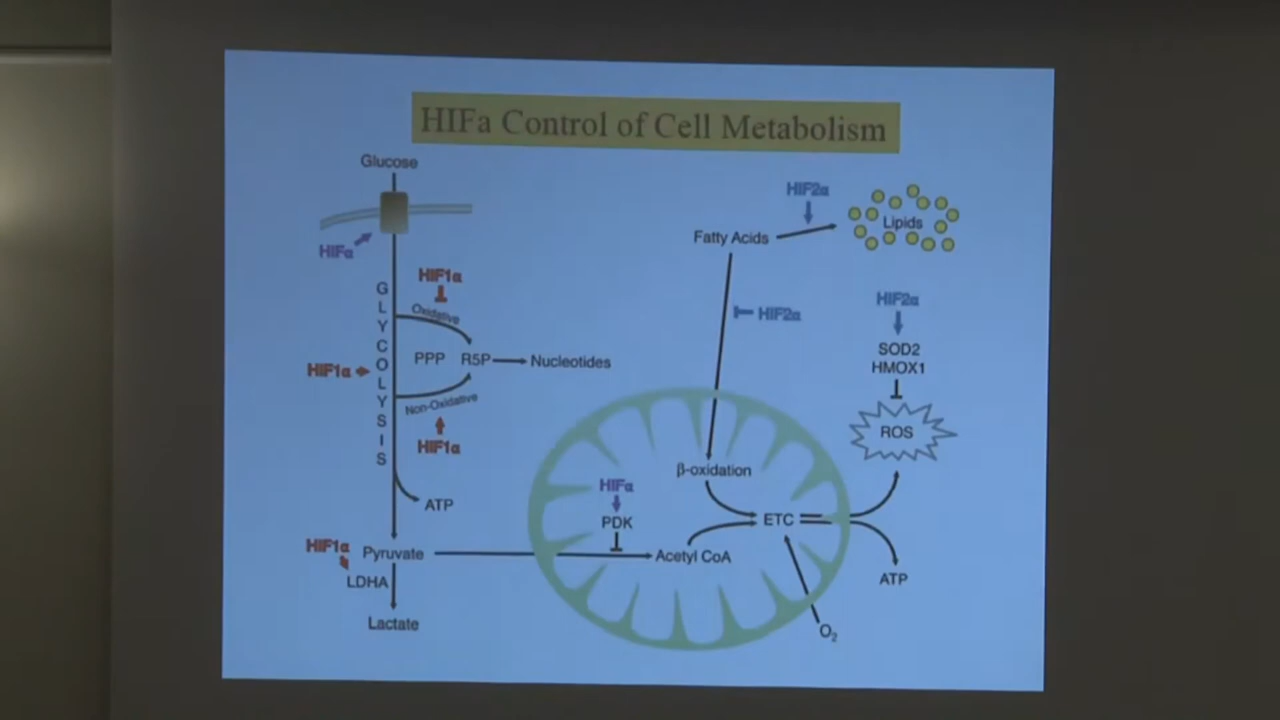 HIFa Control of Cell Metabolism
Glucose
HIFα
GLYCOLYSIS
HIF1α
Oxidative
HIF1α
PPP
R5P
Nucleotides
Non-Oxidative
HIF1α
ATP
HIF1α
Pyruvate
LDHA
Lactate
HIF2α
Fatty Acids
Lipids
HIF2α
HIF2α
SOD2
HMOX1
ROS
β-oxidation
HIFα
PDK
ETC
Acetyl CoA
ATP
O₂